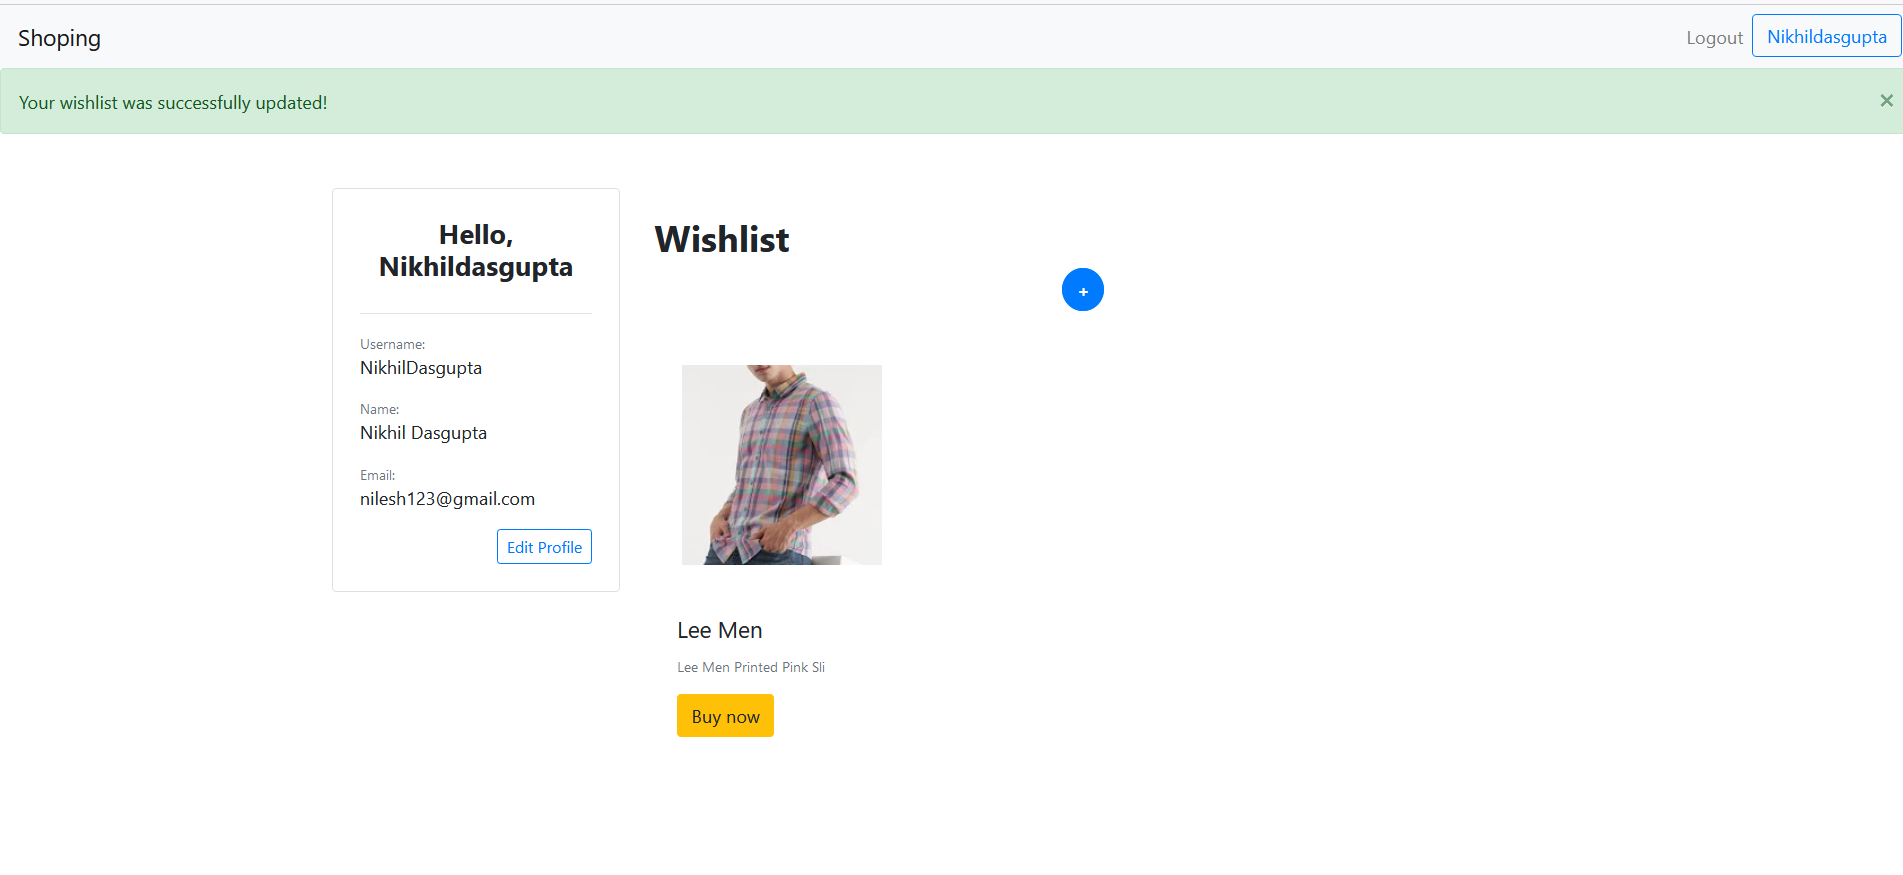 Shoping
Logout
Nikhildasgupta
Your wishlist was successfully updated!
×
Hello,
Nikhildasgupta
Username:
NikhilDasgupta
Name:
Nikhil Dasgupta
Email:
nilesh123@gmail.com
Edit Profile
Wishlist
+
Lee Men
Lee Men Printed Pink Sli
Buy now